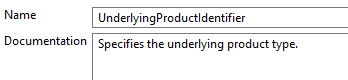 Name UnderlyingProductIdentifier
Documentation Specifies the underlying product type.